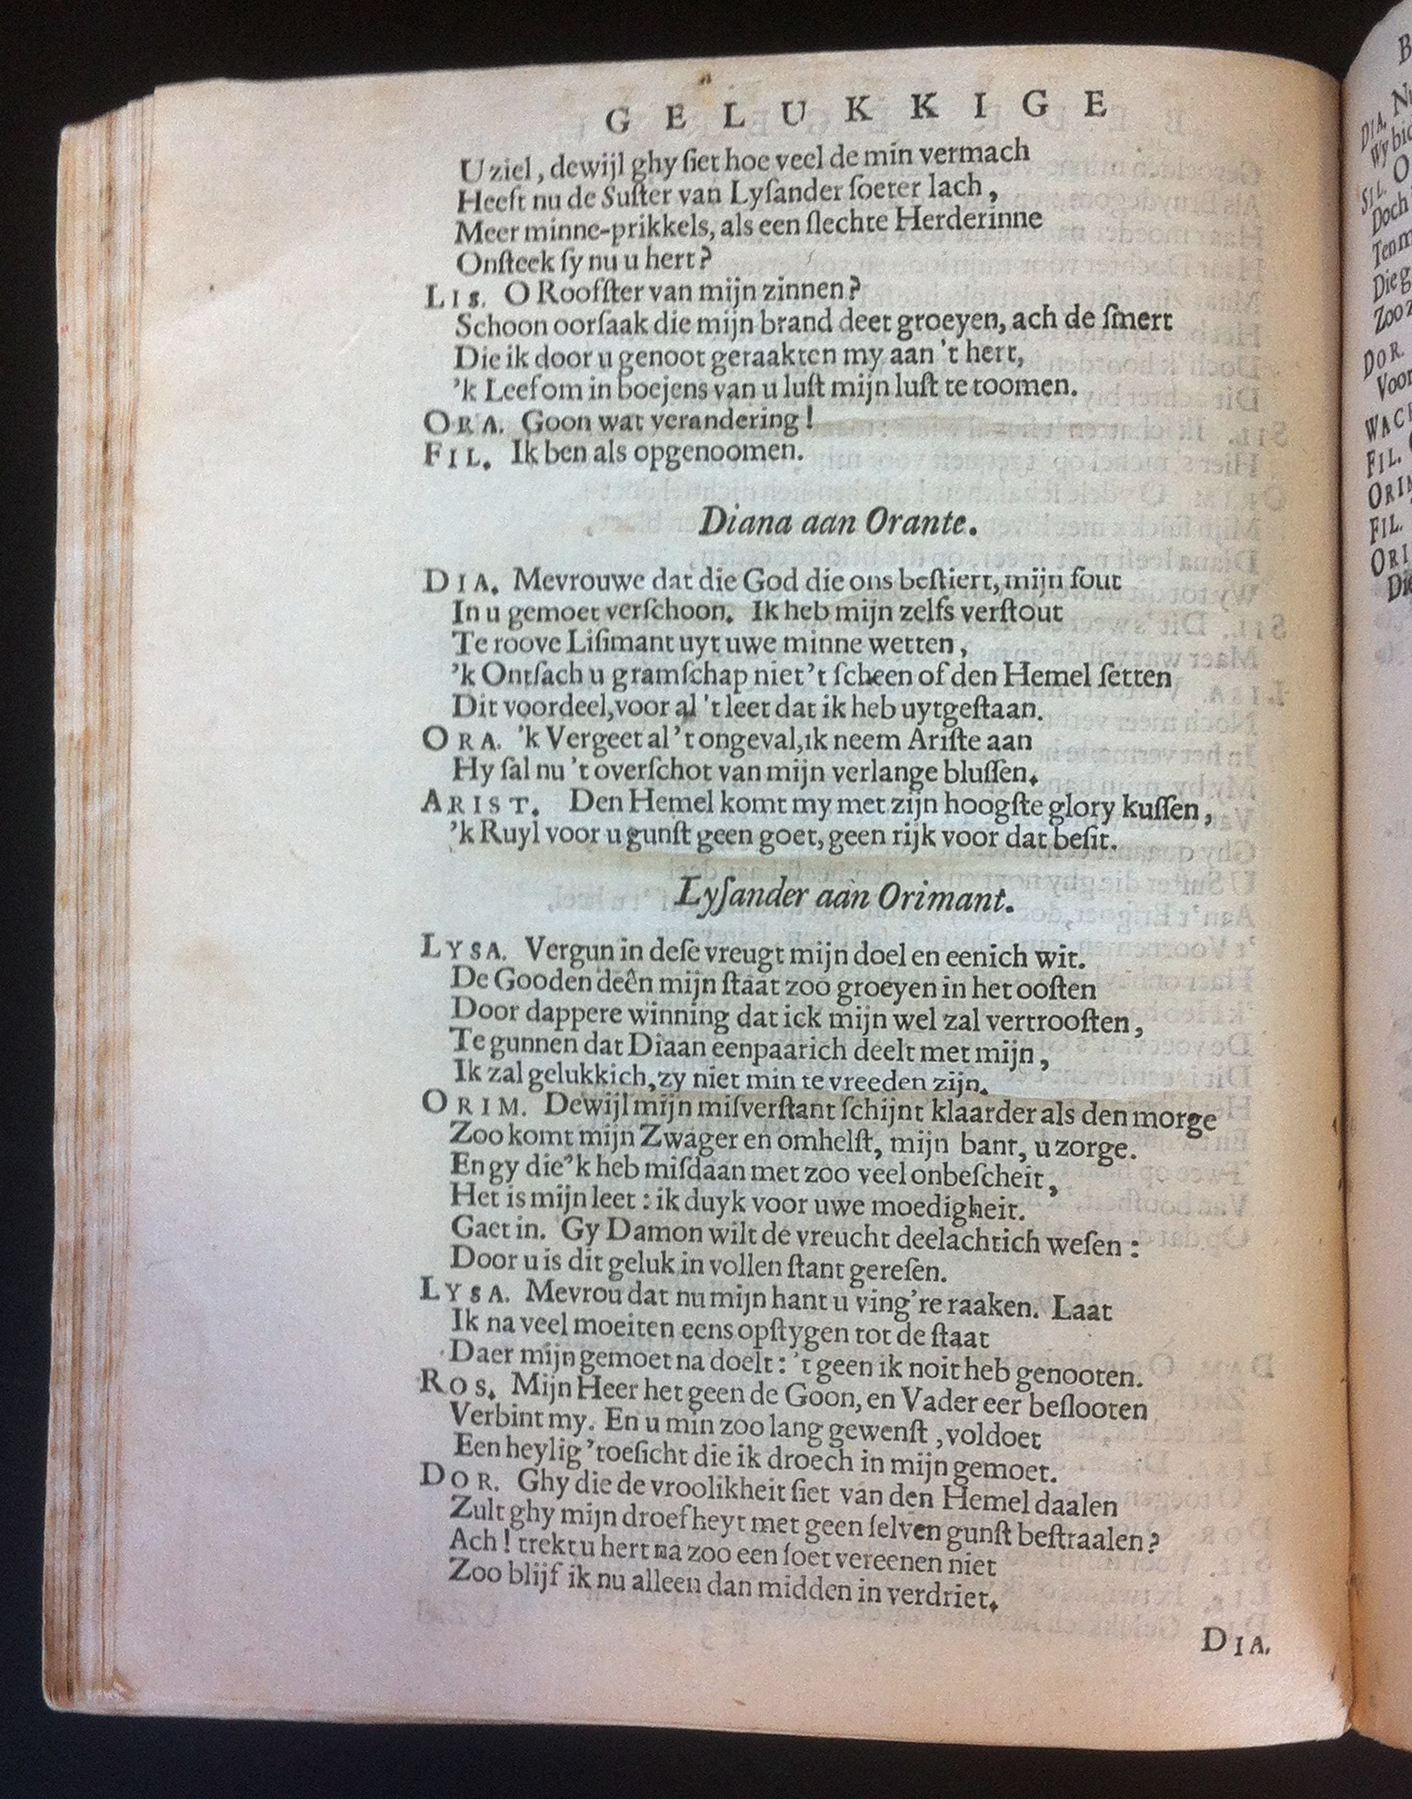 GELUKKIGE
U ziel, dewijl ghy ſiet hoe veel de min vermach
Heeft nu de Suſter van Lyſander ſoeter lach,
Meer minne-prikkels, als een ſlechte Herderinne
Onſteek ſy nu u hert?
LIS. O Roofſter van mijn zinnen?
Schoon oorſaak die mijn brand deet groeyen, ach de ſmert
Die ik door u genoot geraakten my aan 't hert,
'k Leef om in boejens van u luſt mijn luſt te toomen.
ORA. Goon wat verandering!
FIL. Ik ben als opgenoomen.
Diana aan Orante.
DIA. Mevrouwe dat die God die ons beſtiert, mijn fout
In u gemoet verſchoon. Ik heb mijn zelfs verſtout
Te roove Liſimant uyt uwe minne wetten,
'k Ontſach u gramſchap niet 't ſcheen of den Hemel ſetten
Dit voordeel, voor al 't leet dat ik heb uytgeſtaan.
ORA. 'k Vergeet al 't ongeval, ik neem Ariſte aan
Hy ſal nu 't overſchot van mijn verlange bluſſen.
ARIST. Den Hemel komt my met zijn hoogſte glory kuſſen,
'k Ruyl voor u gunſt geen goet, geen rijk voor dat beſit.
Lyſander aan Orimant.
LYSA. Vergun in deſe vreugt mijn doel en eenich wit.
De Gooden deên mijn ſtaat zoo groeyen in het ooſten
Door dappere winning dat ick mijn wel zal vertrooſten,
Te gunnen dat Diaan eenpaarich deelt met mijn,
Ik zal gelukkich, zy niet min te vreeden zijn.
ORIM. Dewijl mijn miſverſtant ſchijnt klaarder als den morge
Zoo komt mijn Zwager en omhelſt, mijn bant, u zorge.
En gy die 'k heb miſdaan met zoo veel onbeſcheit,
Het is mijn leet: ik duyk voor uwe moedigheit.
Gaet in. Gy Damon wilt de vreucht deelachtich weſen:
Door u is dit geluk in vollen ſtant gereſen.
LYSA. Mevrou dat nu mijn hant u ving're raaken. Laat
Ik na veel moeiten eens opſtygen tot de ſtaat
Daer mijn gemoet na doelt: 't geen ik noit heb genooten.
ROS. Mijn Heer het geen de Goon, en Vader eer beſlooten
Verbint my. En u min zoo lang gewenſt, voldoet
Een heylig 'toeſicht die ik droech in mijn gemoet.
DOR. Ghy die de vroolikheit ſiet van den Hemel daalen
Zult ghy mijn droefheyt met geen ſelven gunſt beſtraalen?
Ach! trekt u hert na zoo een ſoet vereenen niet
Zoo blijf ik nu alleen dan midden in verdriet.
DIA.
DIA. N
SIL. O
Doch
Tenm
Die g
Zoo z
DOR.
Voor
FIL.
ORI
FIL.
ORI